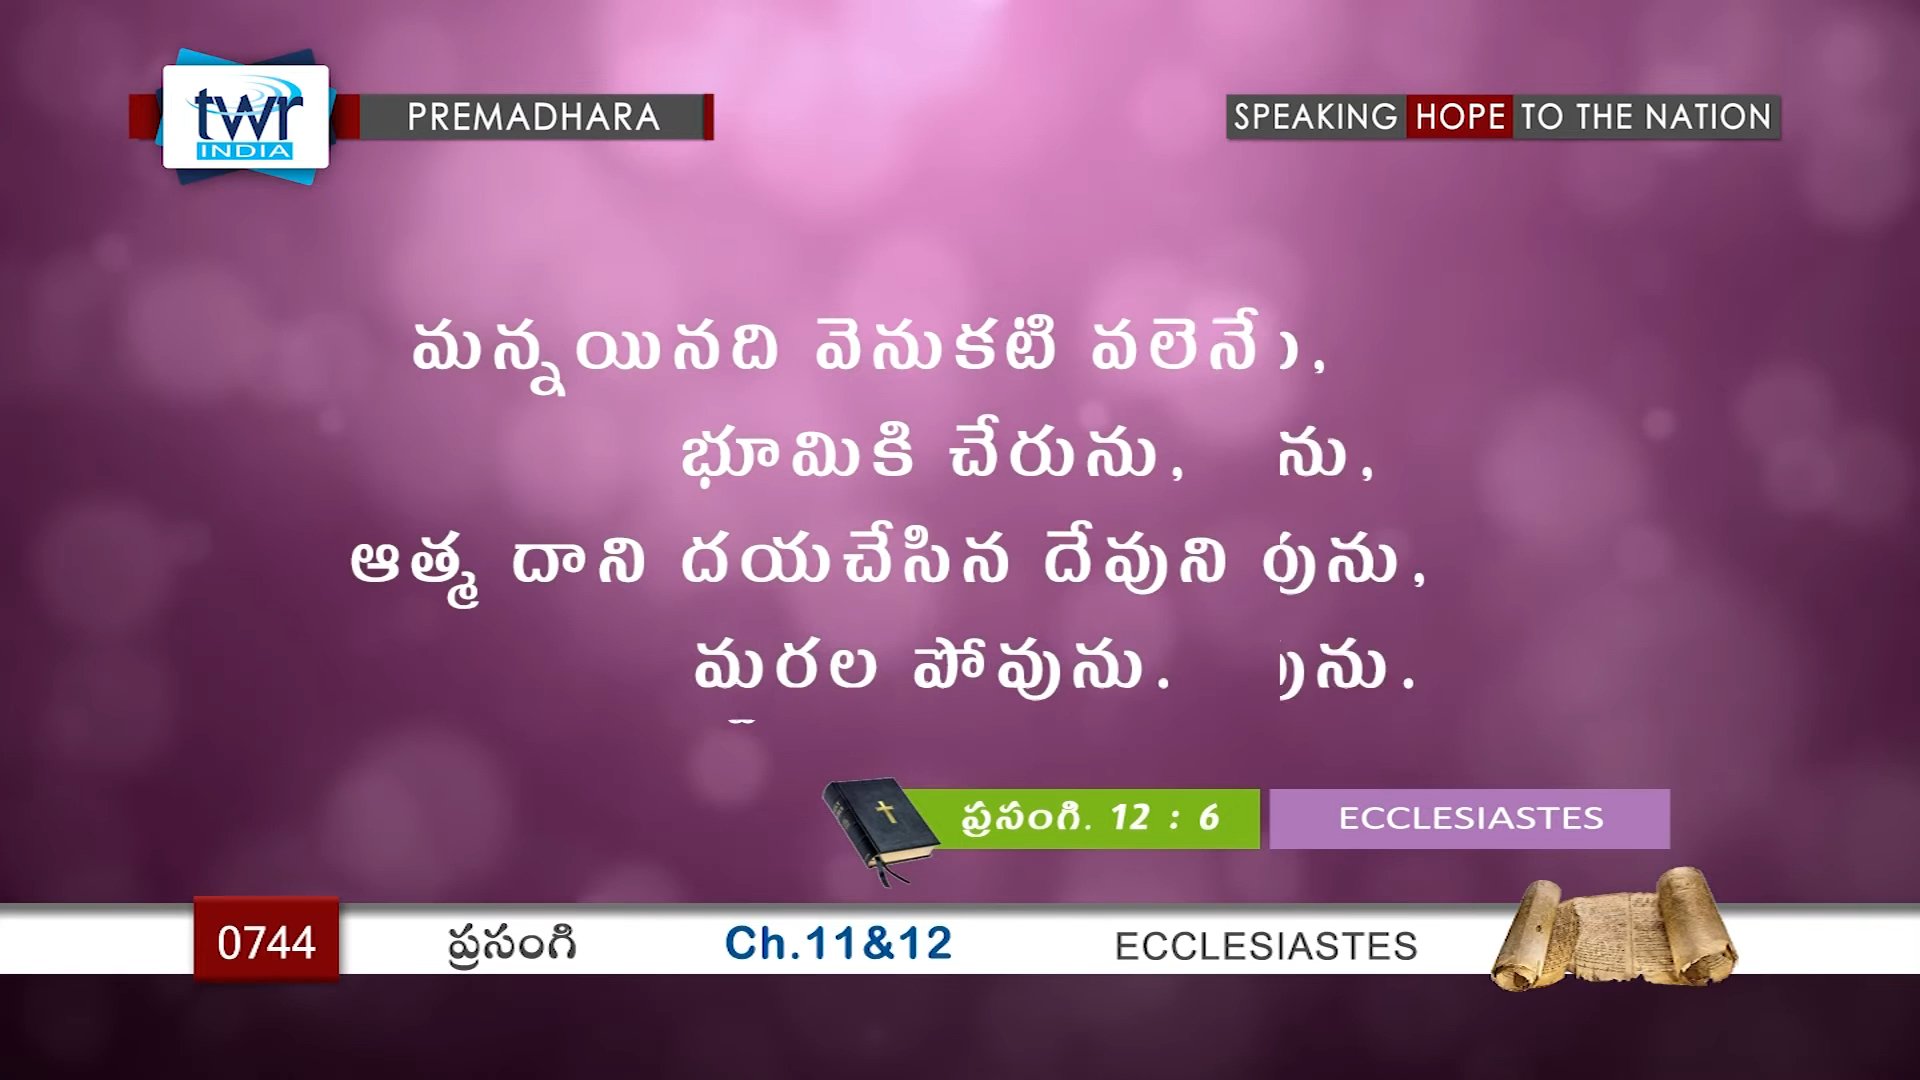 twr
INDIA
PREMADHARA
SPEAKING HOPE TO THE NATION
మన్నయినది వెనుకటి వలెనే
భూమికి చేరును, ను,
ఆత్మ దాని దయచేసిన దేవుని వును,
మరల పోవును. ను.
ప్రసంగి. 12 : 6
ECCLESIASTES
0744
ప్రసంగి
Ch.11&12
ECCLESIASTES